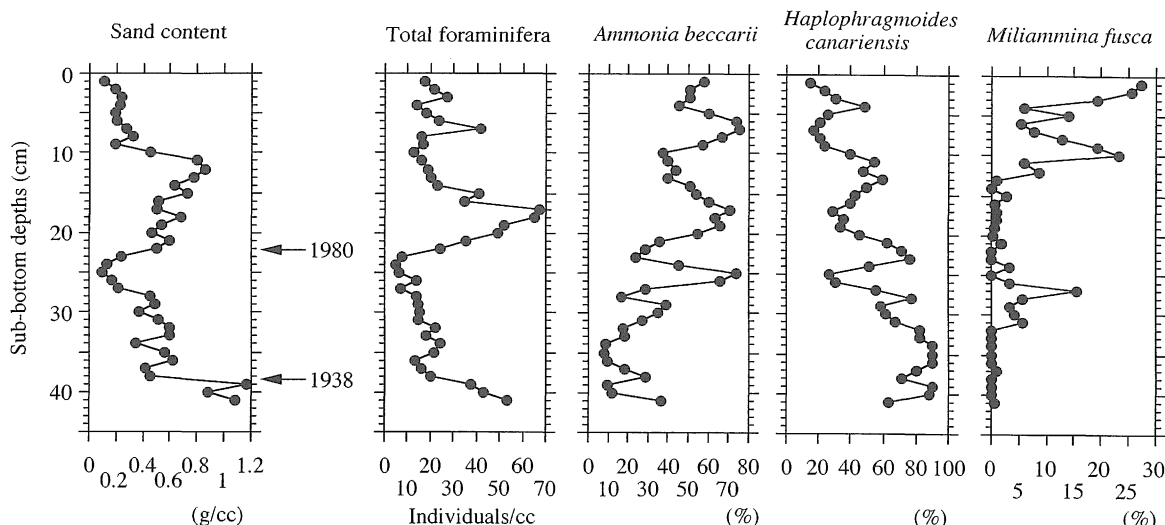 Sand content
Total foraminifera
Ammonia beccarii
Haplophragmoides
canariensis
Miliammina fusca
Sub-bottom depths (cm)
0
10
20
30
40
1980
1938
0 0.4 0.8 1.2
0.2 0.6 1
(g/cc)
0 20 40 60
10 30 50 70
Individuals/cc
0 20 40 60 80
10 30 50 70
(%)
0 20 40 60 80 100
(%)
0 10 20 30
5 15 25
(%)